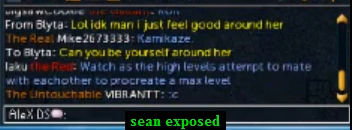 From Blyta: Lol idk man i just feel good around her
The Real Mike2673333: Kamikaze.
To Blyta: Can you be yourself around her
laku the Red: Watch as the high levels attempt to mate
with eachother to procreate a max level
The Untouchable VIBRANTT: :c
AleX DS:
sean exposed